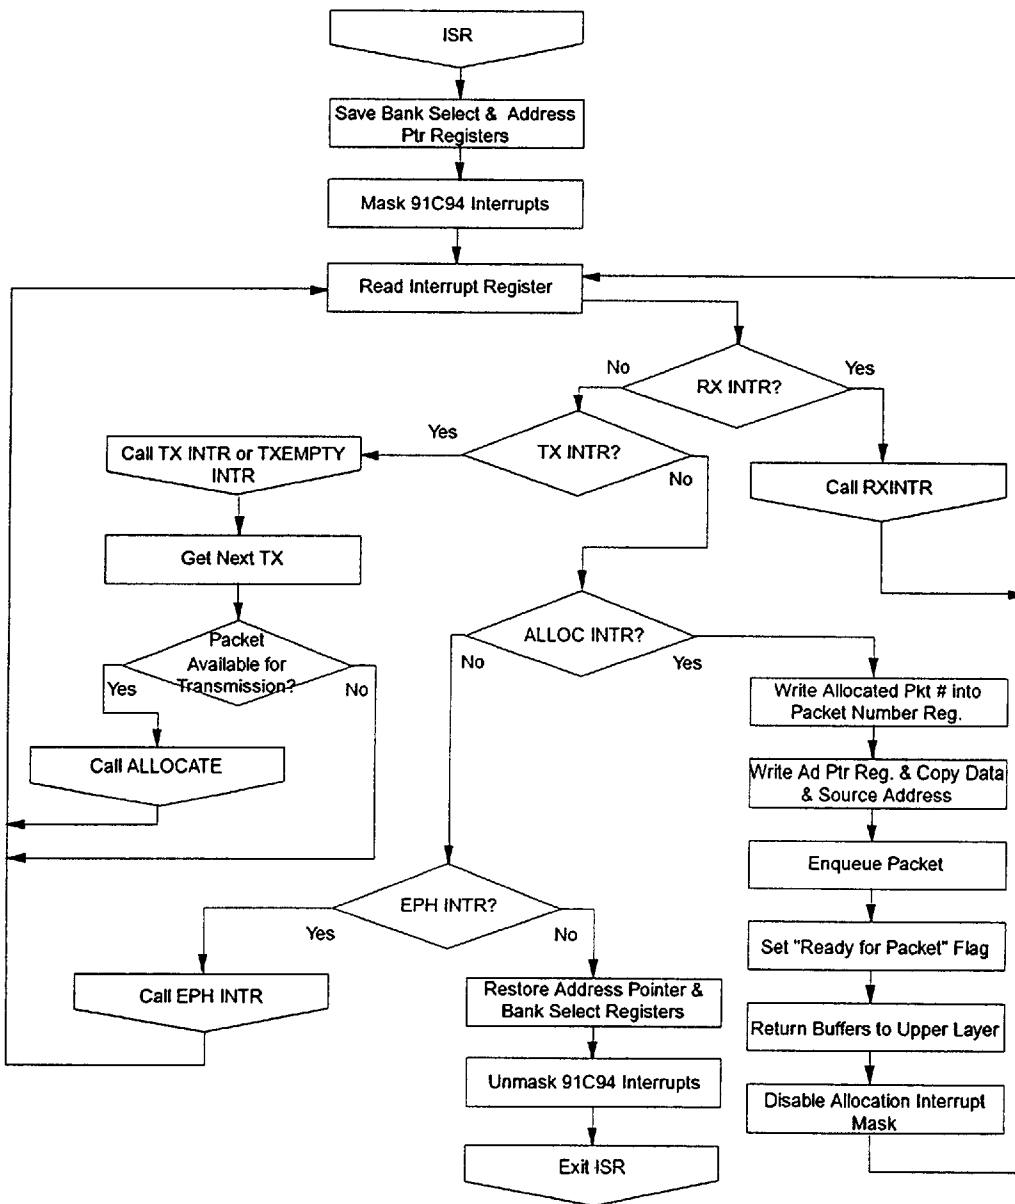 ISR
Save Bank Select & Address
Ptr Registers
Mask 91C94 Interrupts
Read Interrupt Register
No
RX INTR?
Yes
Yes
TX INTR?
No
Call TX INTR or TXEMPTY
INTR
Call RXINTR
Get Next TX
ALLOC INTR?
No
Yes
Packet
Available for
Transmission?
Yes
No
Write Allocated Pkt # into
Packet Number Reg.
Call ALLOCATE
Write Ad Ptr Reg. & Copy Data
& Source Address
Enqueue Packet
EPH INTR?
Yes
No
Set "Ready for Packet" Flag
Call EPH INTR
Restore Address Pointer &
Bank Select Registers
Return Buffers to Upper Layer
Unmask 91C94 Interrupts
Disable Allocation Interrupt
Mask
Exit ISR